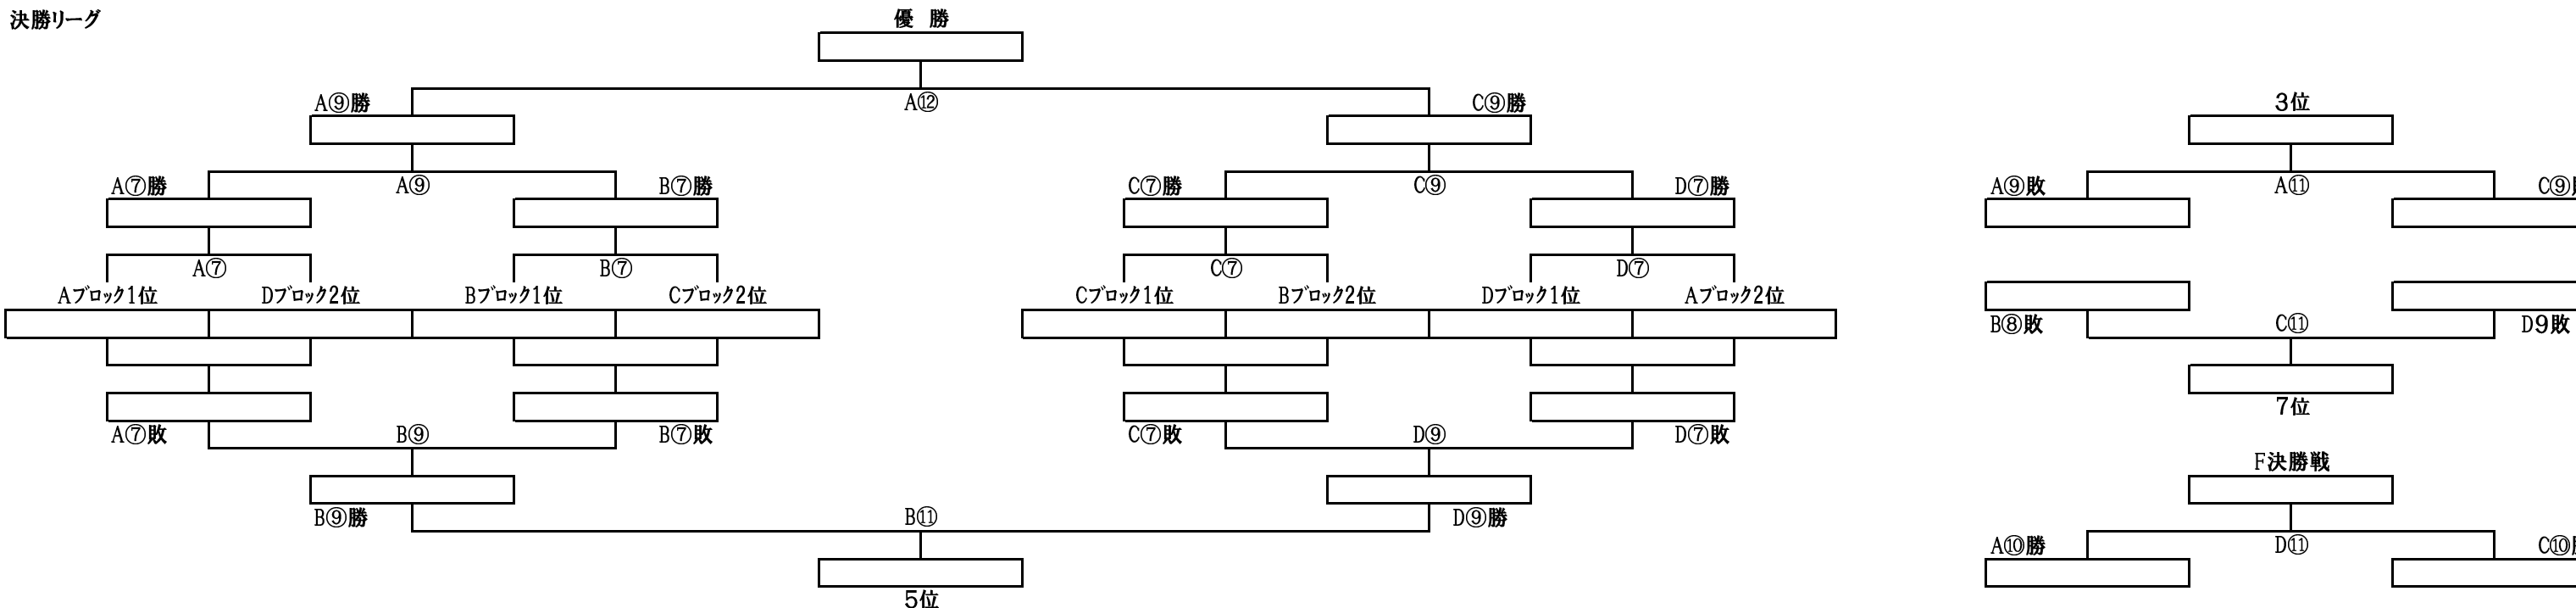 決勝リーグ
優　勝
A⑫
A⑨勝
C⑨勝
3位
A⑨
C⑨
A⑪
A⑦勝
B⑦勝
C⑦勝
D⑦勝
A⑨敗
C⑨
A⑦
B⑦
C⑦
D⑦
Aブロック1位
Dブロック2位
Bブロック1位
Cブロック2位
Cブロック1位
Bブロック2位
Dブロック1位
Aブロック2位
B⑧敗
C⑪
D9敗
7位
A⑦敗
B⑨
B⑦敗
C⑦敗
D⑨
D⑦敗
F決勝戦
B⑨勝
B⑪
D⑨勝
A⑩勝
D⑪
C⑩
5位